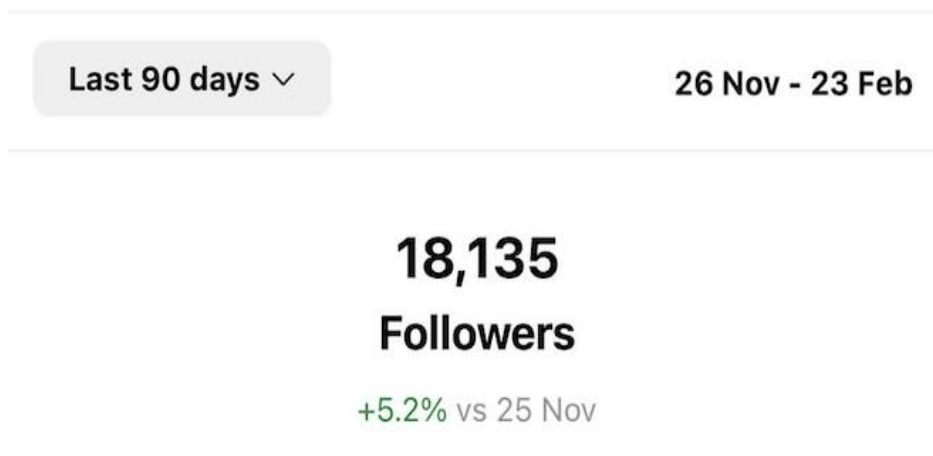 Last 90 days
26 Nov - 23 Feb
18,135
Followers
+5.2% vs 25 Nov